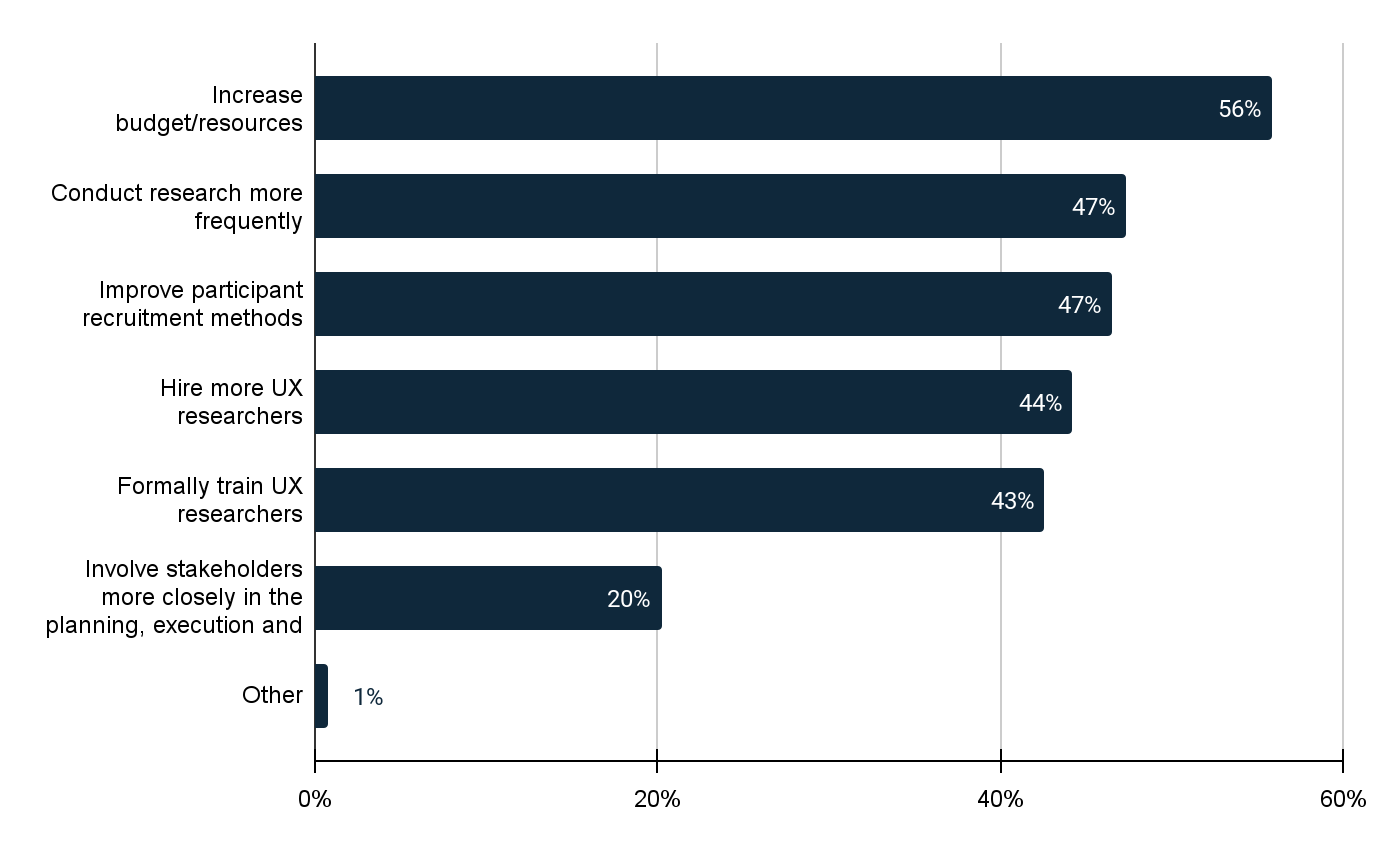 Increase
budget/resources
56%
Conduct research more
frequently
47%
Improve participant
recruitment methods
47%
Hire more UX
researchers
44%
Formally train UX
researchers
43%
Involve stakeholders
more closely in the
planning, execution and
20%
Other
1%
0% 20% 40% 60%